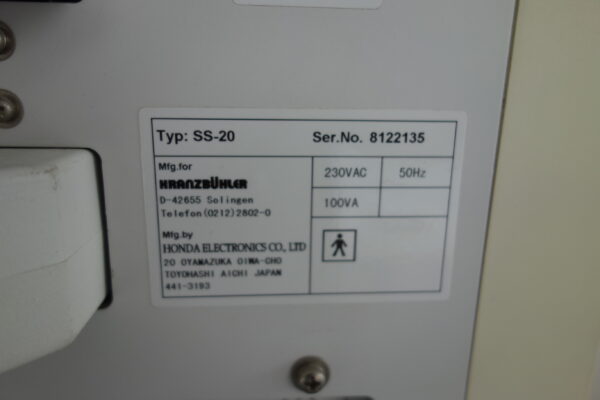 Typ: SS-20 Ser.No. 8122135
Mfg.for
KRANZBÜHLER
D-42655 Solingen
Telefon(0212)2802-0
Mfg.by
HONDA ELECTRONICS CO., LTD
20 OYAMAZUKA OIWA-CHO
TOYOHASHI AICHI JAPAN
441-3193
230VAC 50Hz
100VA